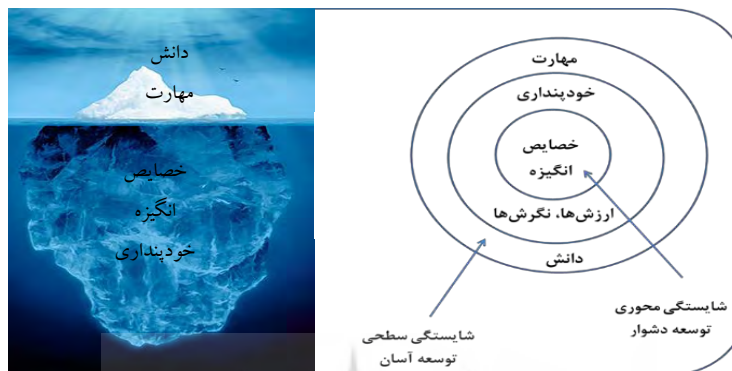 دانش
مهارت
خصایص
انگیزه
خودپنداری
مهارت
خودپنداری
خصایص
انگیزه
ارزش‌ها، نگرش‌ها
دانش
شایستگی محوری
توسعه دشوار
شایستگی سطحی
توسعه آسان